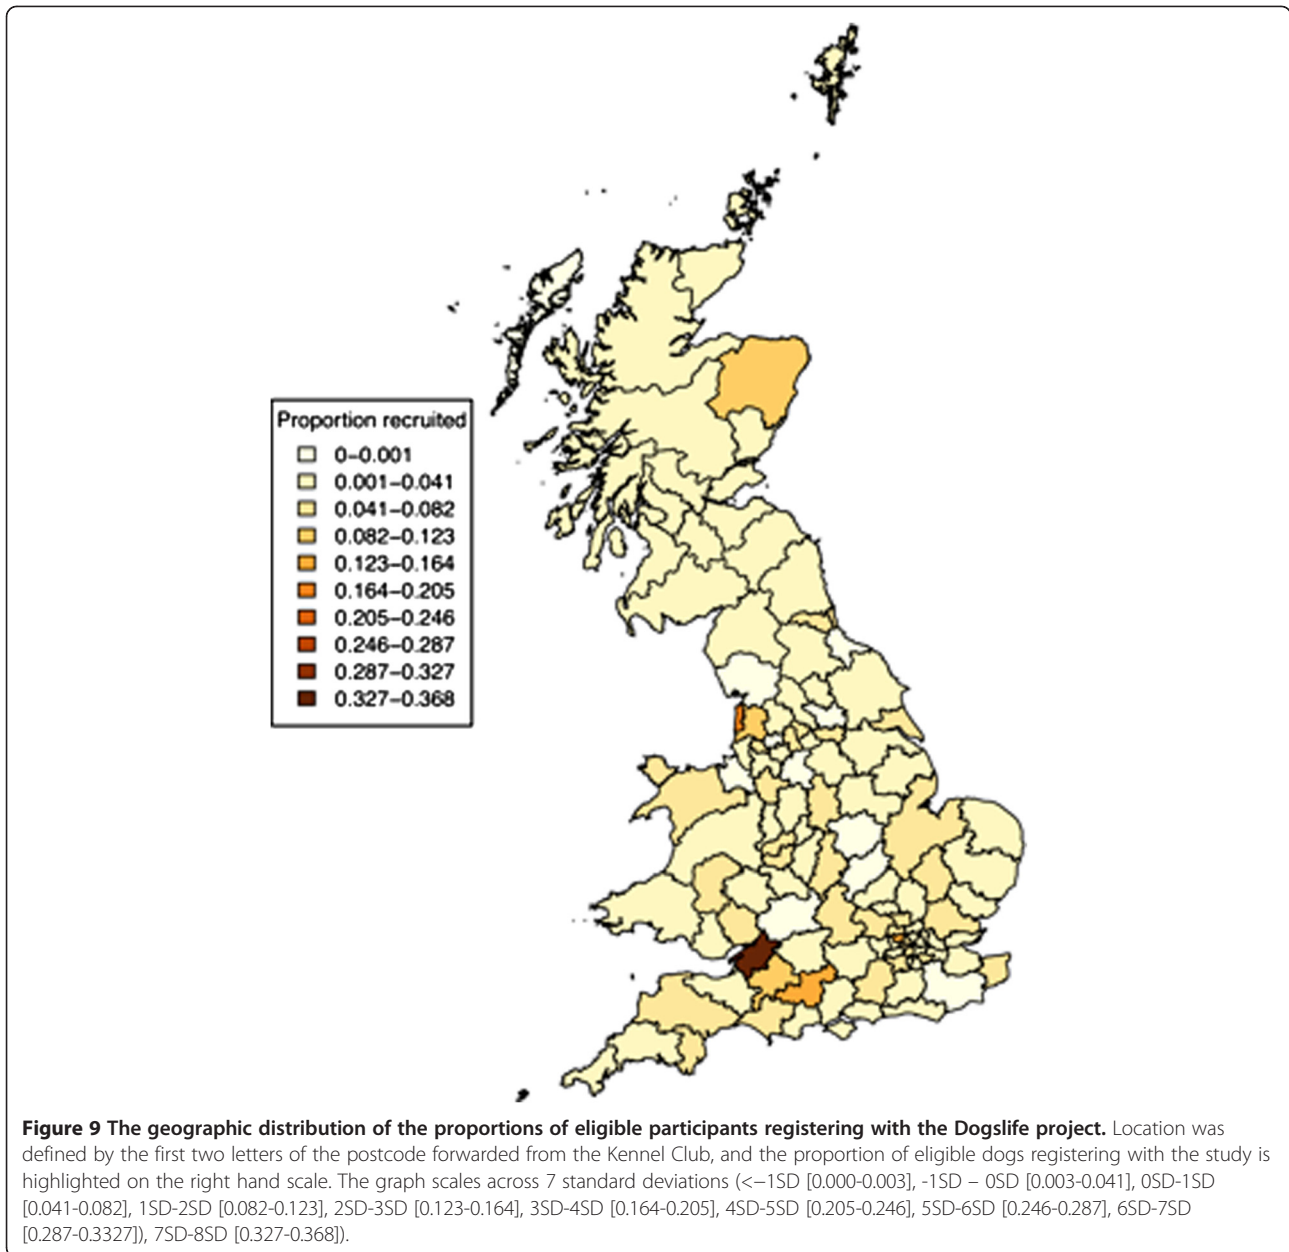 Proportion recruited
0−0.001
0.001−0.041
0.041−0.082
0.082−0.123
0.123−0.164
0.164−0.205
0.205−0.246
0.246−0.287
0.287−0.327
0.327−0.368
Figure 9 The geographic distribution of the proportions of eligible participants registering with the Dogslife project. Location was
defined by the first two letters of the postcode forwarded from the Kennel Club, and the proportion of eligible dogs registering with the study is
highlighted on the right hand scale. The graph scales across 7 standard deviations (<−1SD [0.000-0.003], -1SD – 0SD [0.003-0.041], 0SD-1SD
[0.041-0.082], 1SD-2SD [0.082-0.123], 2SD-3SD [0.123-0.164], 3SD-4SD [0.164-0.205], 4SD-5SD [0.205-0.246], 5SD-6SD [0.246-0.287], 6SD-7SD
[0.287-0.3327]), 7SD-8SD [0.327-0.368]).